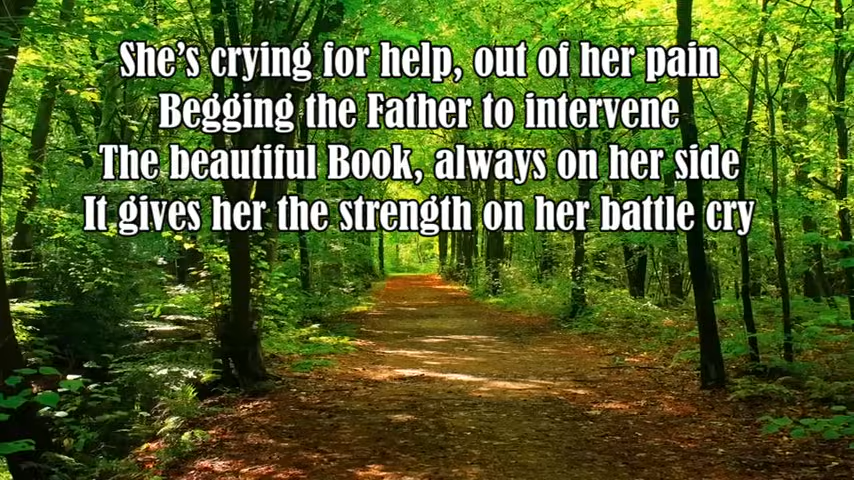 She's crying for help, out of her pain
Begging the Father to intervene
The beautiful Book, always on her side
It gives her the strength on her battle cry